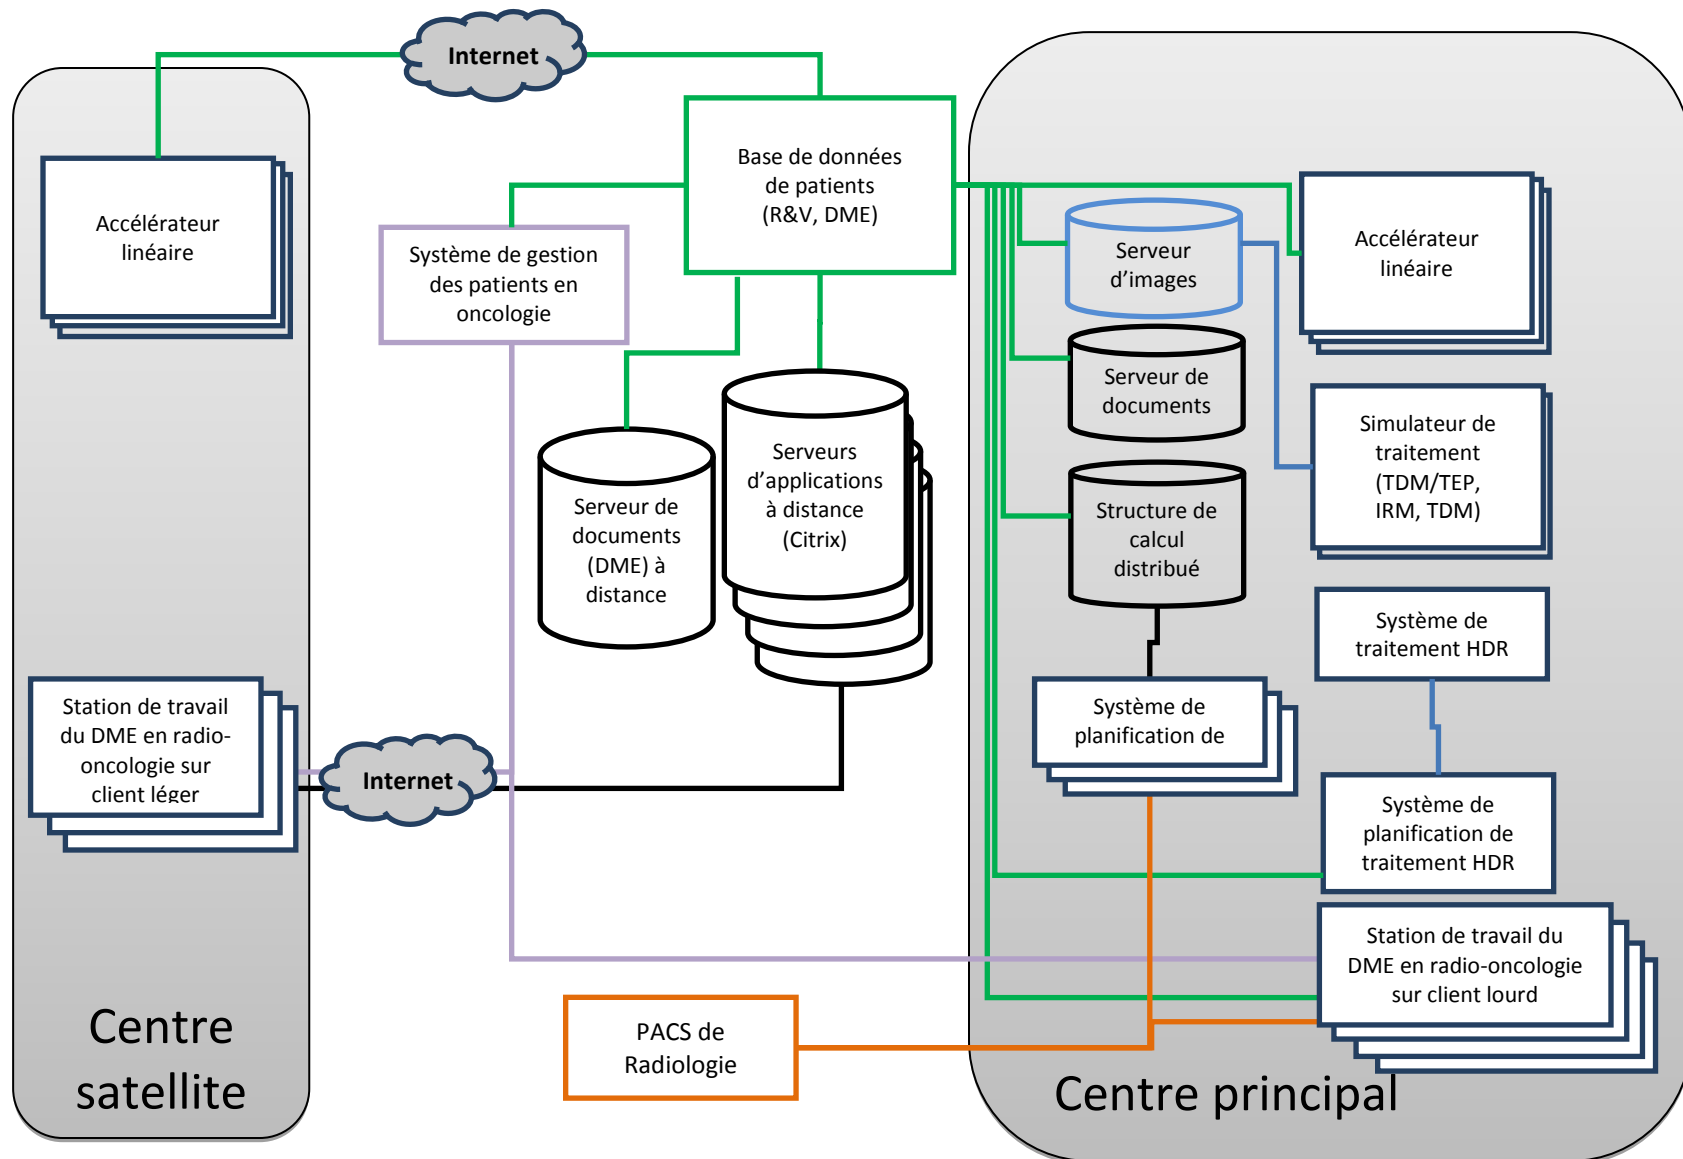 Internet
Base de données
de patients
(R&V, DME)
Accélérateur
linéaire
Système de gestion
des patients en
oncologie
Serveur
d’images
Accélérateur
linéaire
Serveur de
documents
Simulateur de
traitement
(TDM/TEP,
IRM, TDM)
Serveurs
d’applications
à distance
(Citrix)
Serveur de
documents
(DME) à
distance
Structure de
calcul
distribué
Système de
traitement HDR
Station de travail
du DME en radio-
oncologie sur
client léger
Internet
Système de
planification de
Système de
planification de
traitement HDR
Station de travail du
DME en radio-oncologie
sur client lourd
PACS de
Radiologie
Centre
satellite
Centre principal